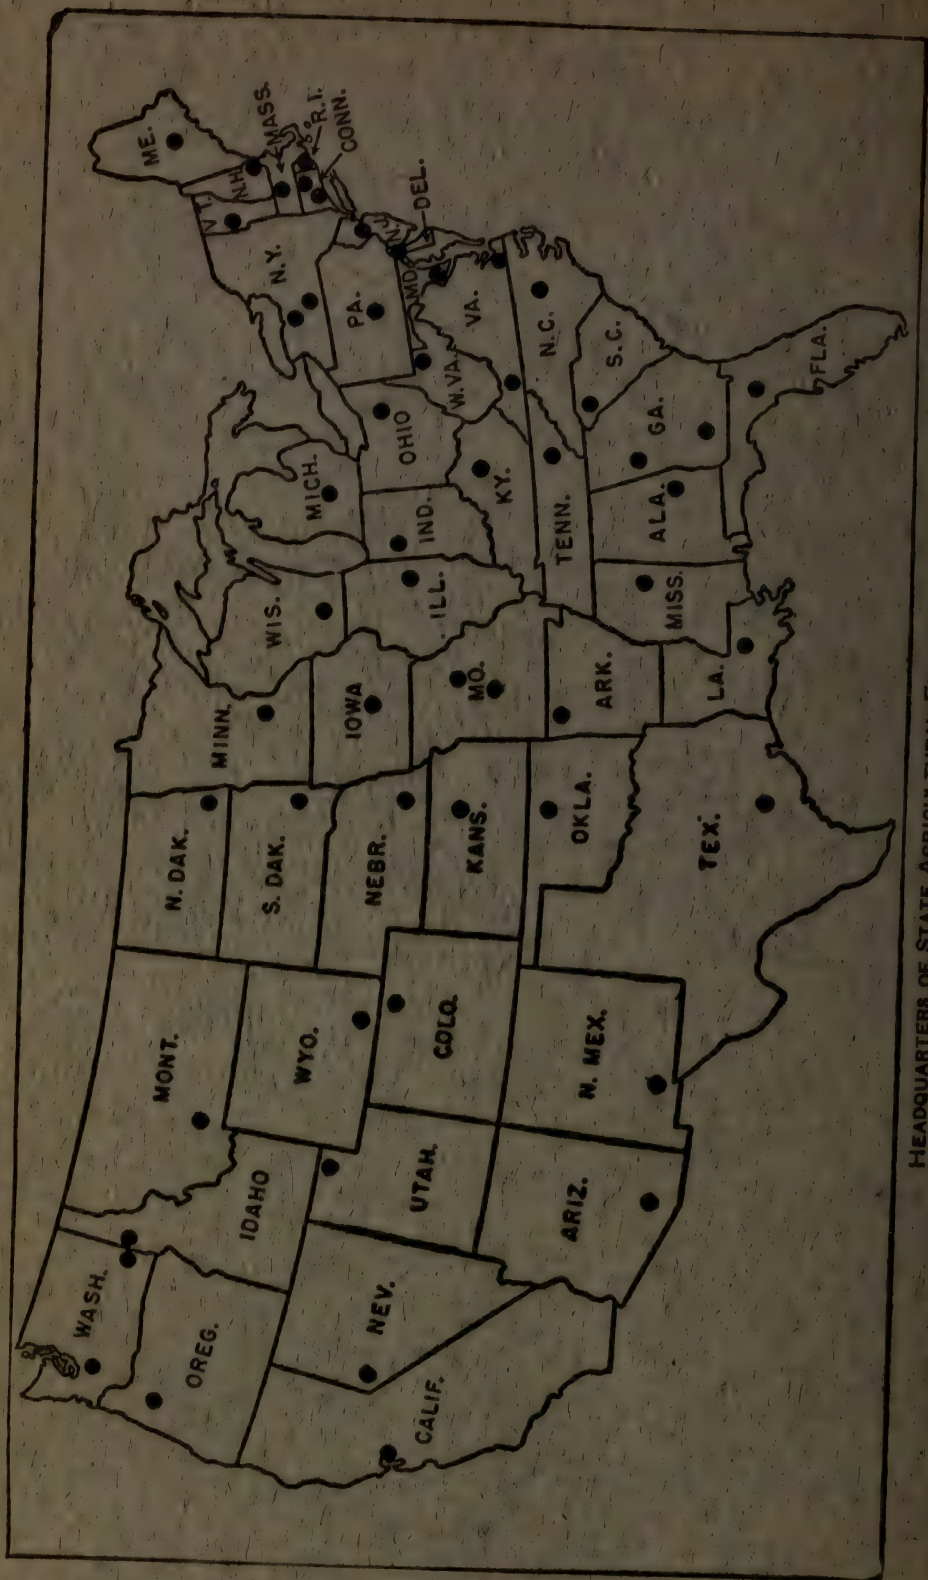 WASH.
OREG.
CALIF.
NEV.
IDAHO
MONT.
WYO.
UTAH.
ARIZ.
COLO.
N. MEX.
N. DAK.
S. DAK.
NEBR.
KANS.
OKLA.
TEX.
MINN.
IOWA
MO.
ARK.
LA.
WIS.
ILL.
MISS.
MICH.
IND.
OHIO
KY.
TENN.
ALA.
GA.
FLA.
S.C.
N.C.
VA.
W.VA.
MD.
DEL.
PA.
N.J.
N.Y.
VT.
N.H.
ME.
MASS.
R.I.
CONN.
HEADQUARTERS OF STATE